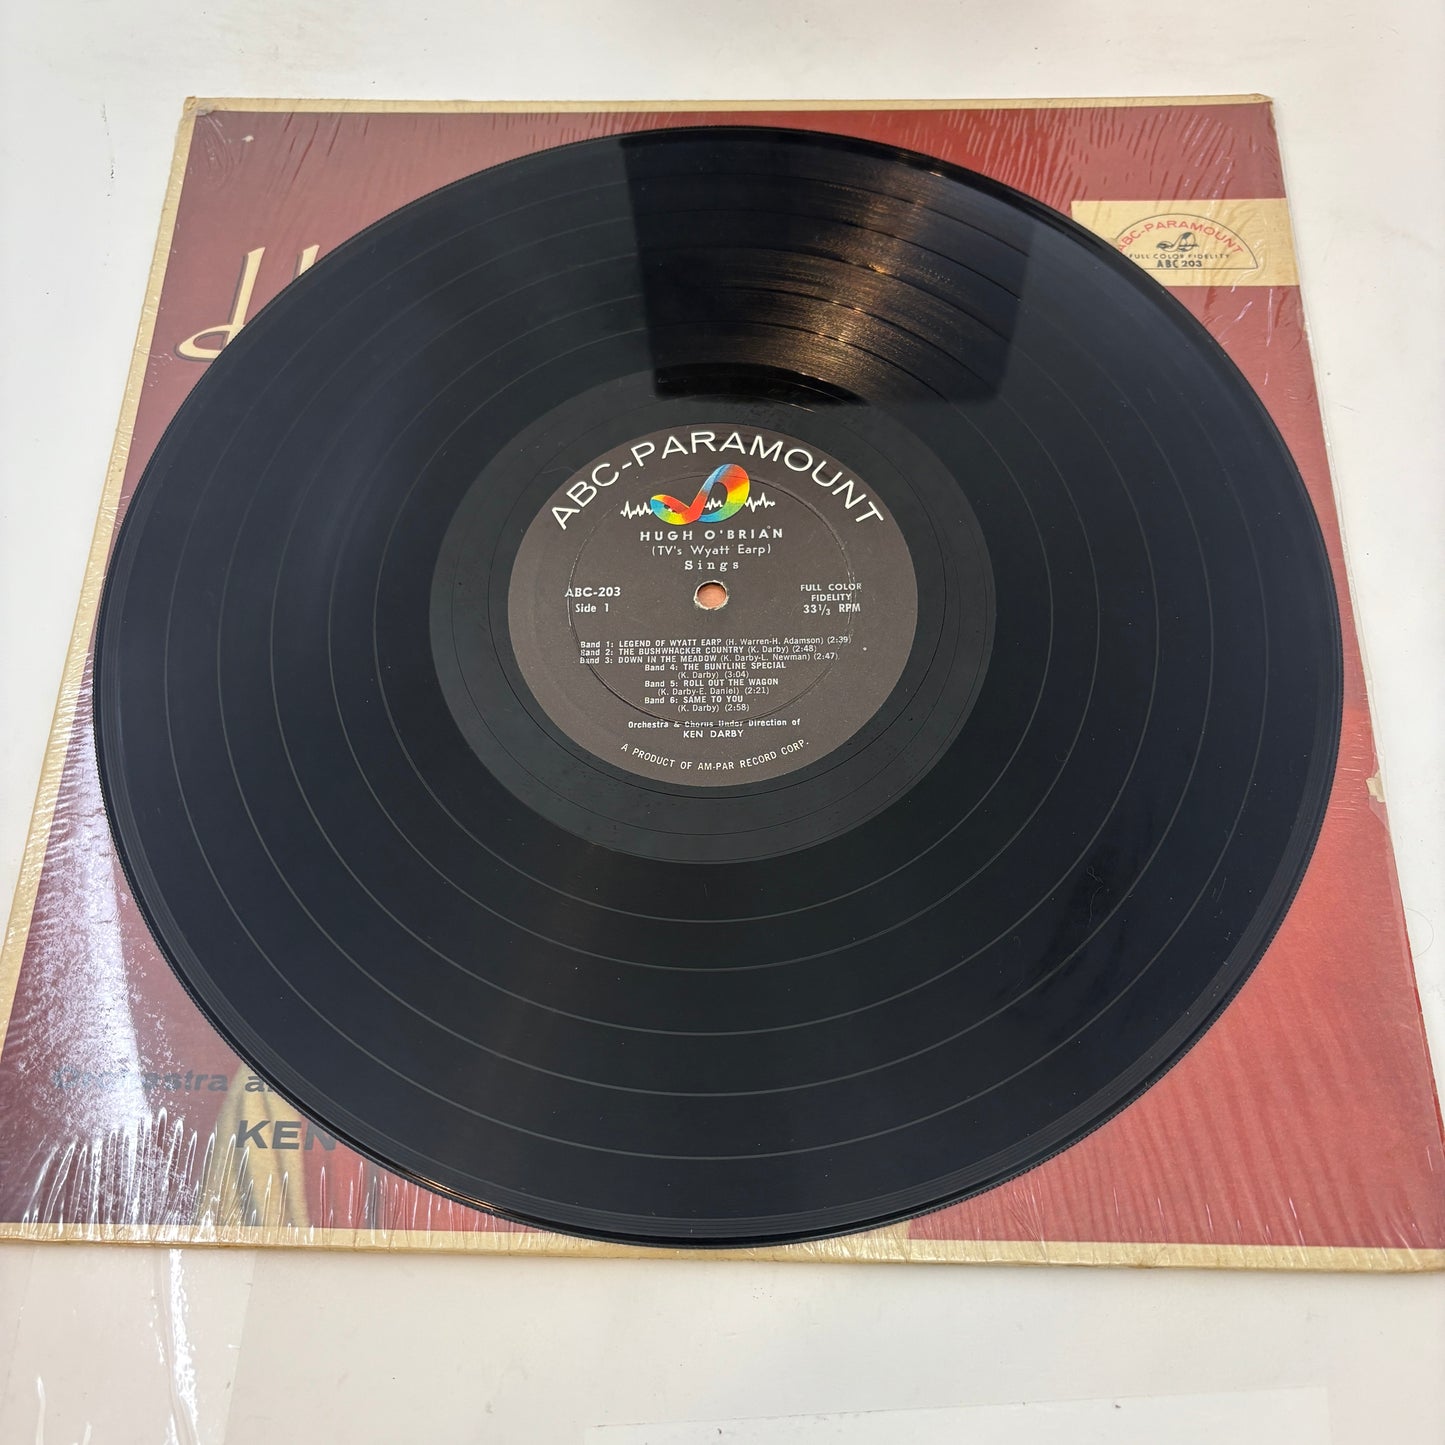 ABC-PARAMOUNT
FULL COLOR FIDELITY
ABC 203
ABC-PARAMOUNT
HUGH O'BRIAN
(TV's Wyatt Earp)
Sings
ABC-203
Side 1
FULL COLOR
FIDELITY
33 1/3 RPM
Band 1: LEGEND OF WYATT EARP (H. Warren-H. Adamson) (2:39)
Band 2: THE BUSHWHACKER COUNTRY (K. Darby) (2:48)
Band 3: DOWN IN THE MEADOW (K. Darby-L. Newman) (2:47)
Band 4: THE BUNTLINE SPECIAL
(K. Darby) (3:04)
Band 5: ROLL OUT THE WAGON
(K. Darby-E. Daniel) (2:21)
Band 6: SAME TO YOU
(K. Darby) (2:58)
Orchestra & Chorus Under Direction of
KEN DARBY
A PRODUCT OF AM-PAR RECORD CORP.
Orchestra a
KEN